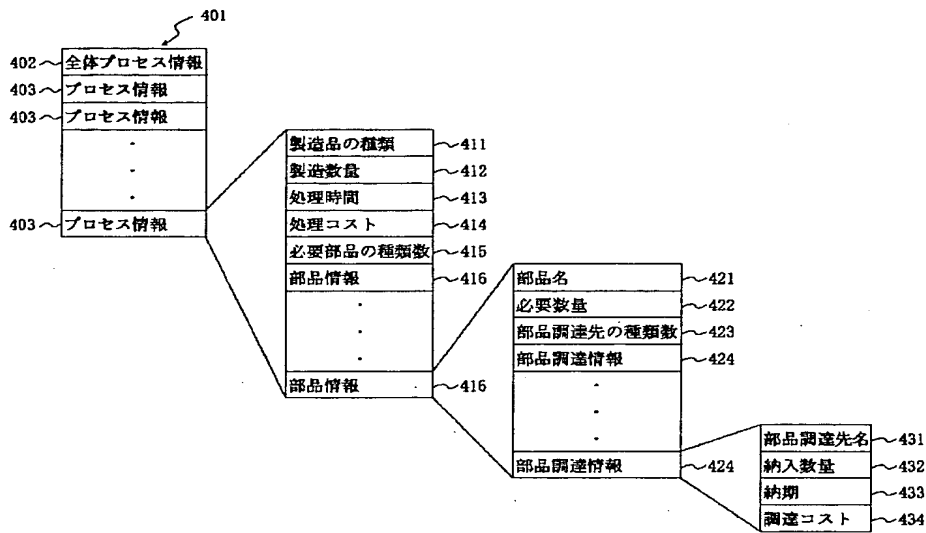 401
402 全体プロセス情報
403 プロセス情報
403 プロセス情報
403 プロセス情報
製造品の種類 411
製造数量 412
処理時間 413
処理コスト 414
必要部品の種類数 415
部品情報 416
部品情報 416
部品名 421
必要数量 422
部品調達先の種類数 423
部品調達情報 424
部品調達情報 424
部品調達先名 431
納入数量 432
納期 433
調達コスト 434